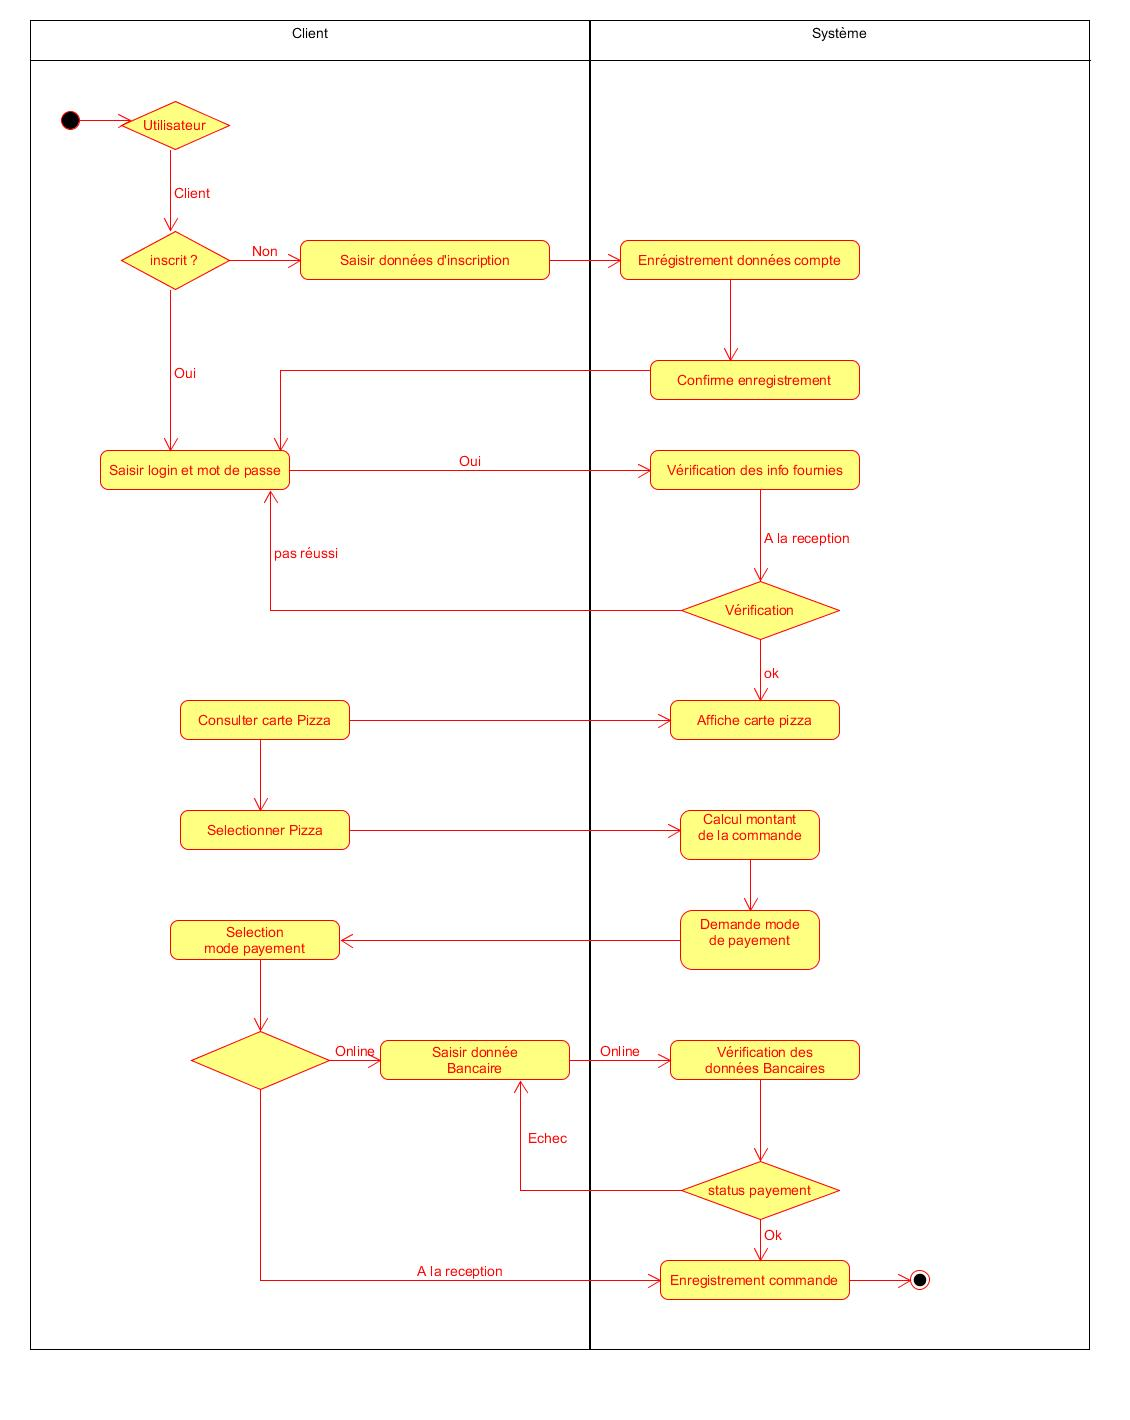 Client
Système
Utilisateur
Client
inscrit ?
Non
Saisir données d'inscription
Enrégistrement données compte
Oui
Confirme enregistrement
Saisir login et mot de passe
Oui
Vérification des info fournies
A la reception
pas réussi
Vérification
ok
Consulter carte Pizza
Affiche carte pizza
Selectionner Pizza
Calcul montant
de la commande
Selection
mode payement
Demande mode
de payement
Online
Saisir donnée
Bancaire
Online
Vérification des
données Bancaires
Echec
status payement
Ok
A la reception
Enregistrement commande